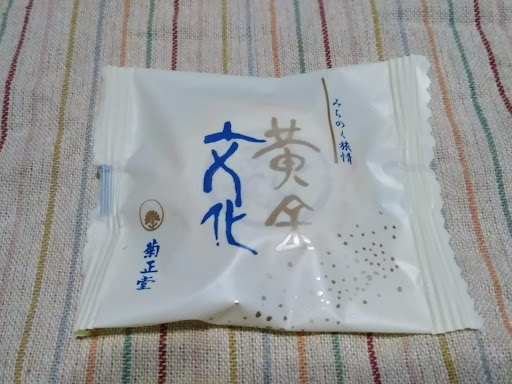 みちのく旅情
黄金
文化
菊正堂